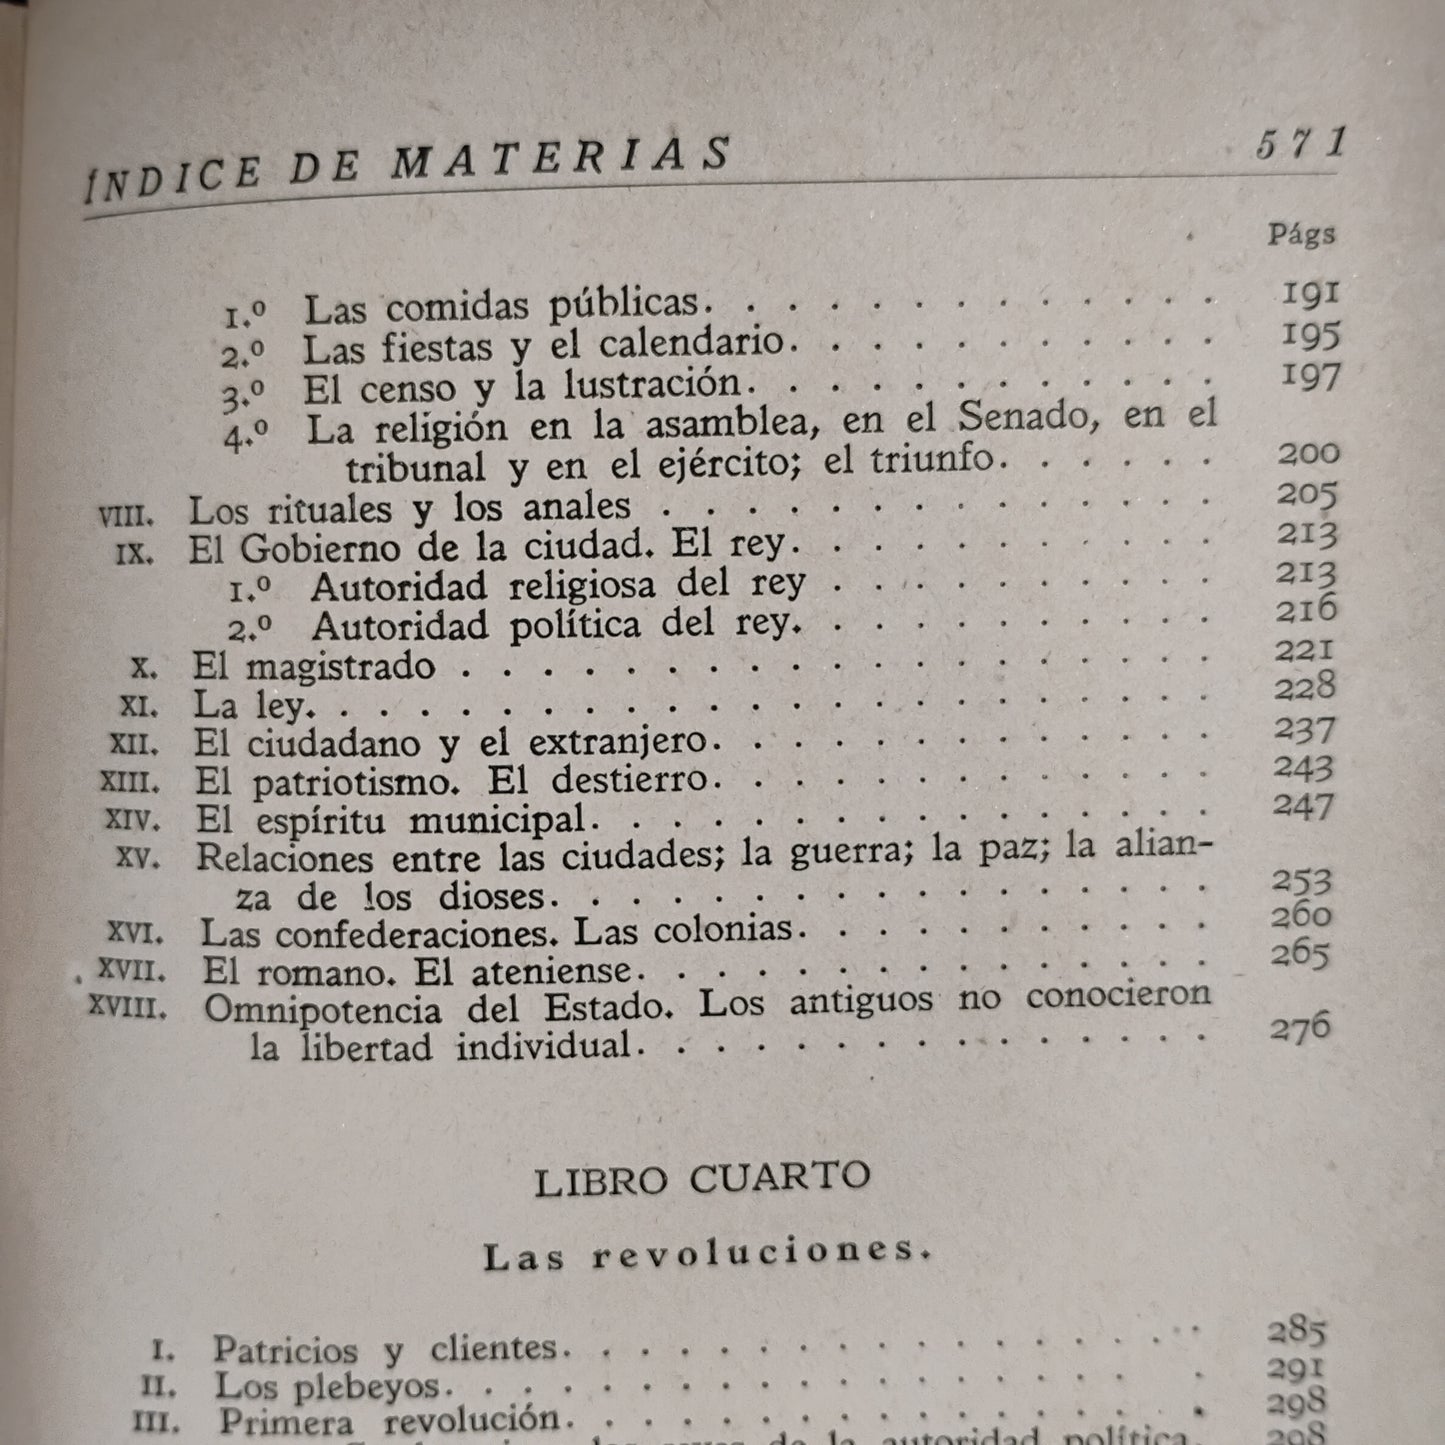 ÍNDICE DE MATERIAS 571
Págs
1.º Las comidas públicas. . . . . . . . . . . . . 191
2.º Las fiestas y el calendario. . . . . . . . . . . 195
3.º El censo y la lustración. . . . . . . . . . . . 197
4.º La religión en la asamblea, en el Senado, en el
tribunal y en el ejército; el triunfo. . . . . . 200
VIII. Los rituales y los anales . . . . . . . . . . . . . . 205
IX. El Gobierno de la ciudad. El rey. . . . . . . . . . . 213
1.º Autoridad religiosa del rey . . . . . . . . . . 213
2.º Autoridad política del rey. . . . . . . . . . . 216
X. El magistrado . . . . . . . . . . . . . . . . . . . 221
XI. La ley. . . . . . . . . . . . . . . . . . . . . . 228
XII. El ciudadano y el extranjero. . . . . . . . . . . . . 237
XIII. El patriotismo. El destierro. . . . . . . . . . . . . 243
XIV. El espíritu municipal. . . . . . . . . . . . . . . . 247
XV. Relaciones entre las ciudades; la guerra; la paz; la alian-
za de los dioses. . . . . . . . . . . . . . . . . 253
XVI. Las confederaciones. Las colonias. . . . . . . . . . . 260
XVII. El romano. El ateniense. . . . . . . . . . . . . . . 265
XVIII. Omnipotencia del Estado. Los antiguos no conocieron
la libertad individual. . . . . . . . . . . . . . . 276
LIBRO CUARTO
Las revoluciones.
I. Patricios y clientes. . . . . . . . . . . . . . . . . 285
II. Los plebeyos. . . . . . . . . . . . . . . . . . . 291
III. Primera revolución. . . . . . . . . . . . . . . . . 298
de la autoridad política. 298